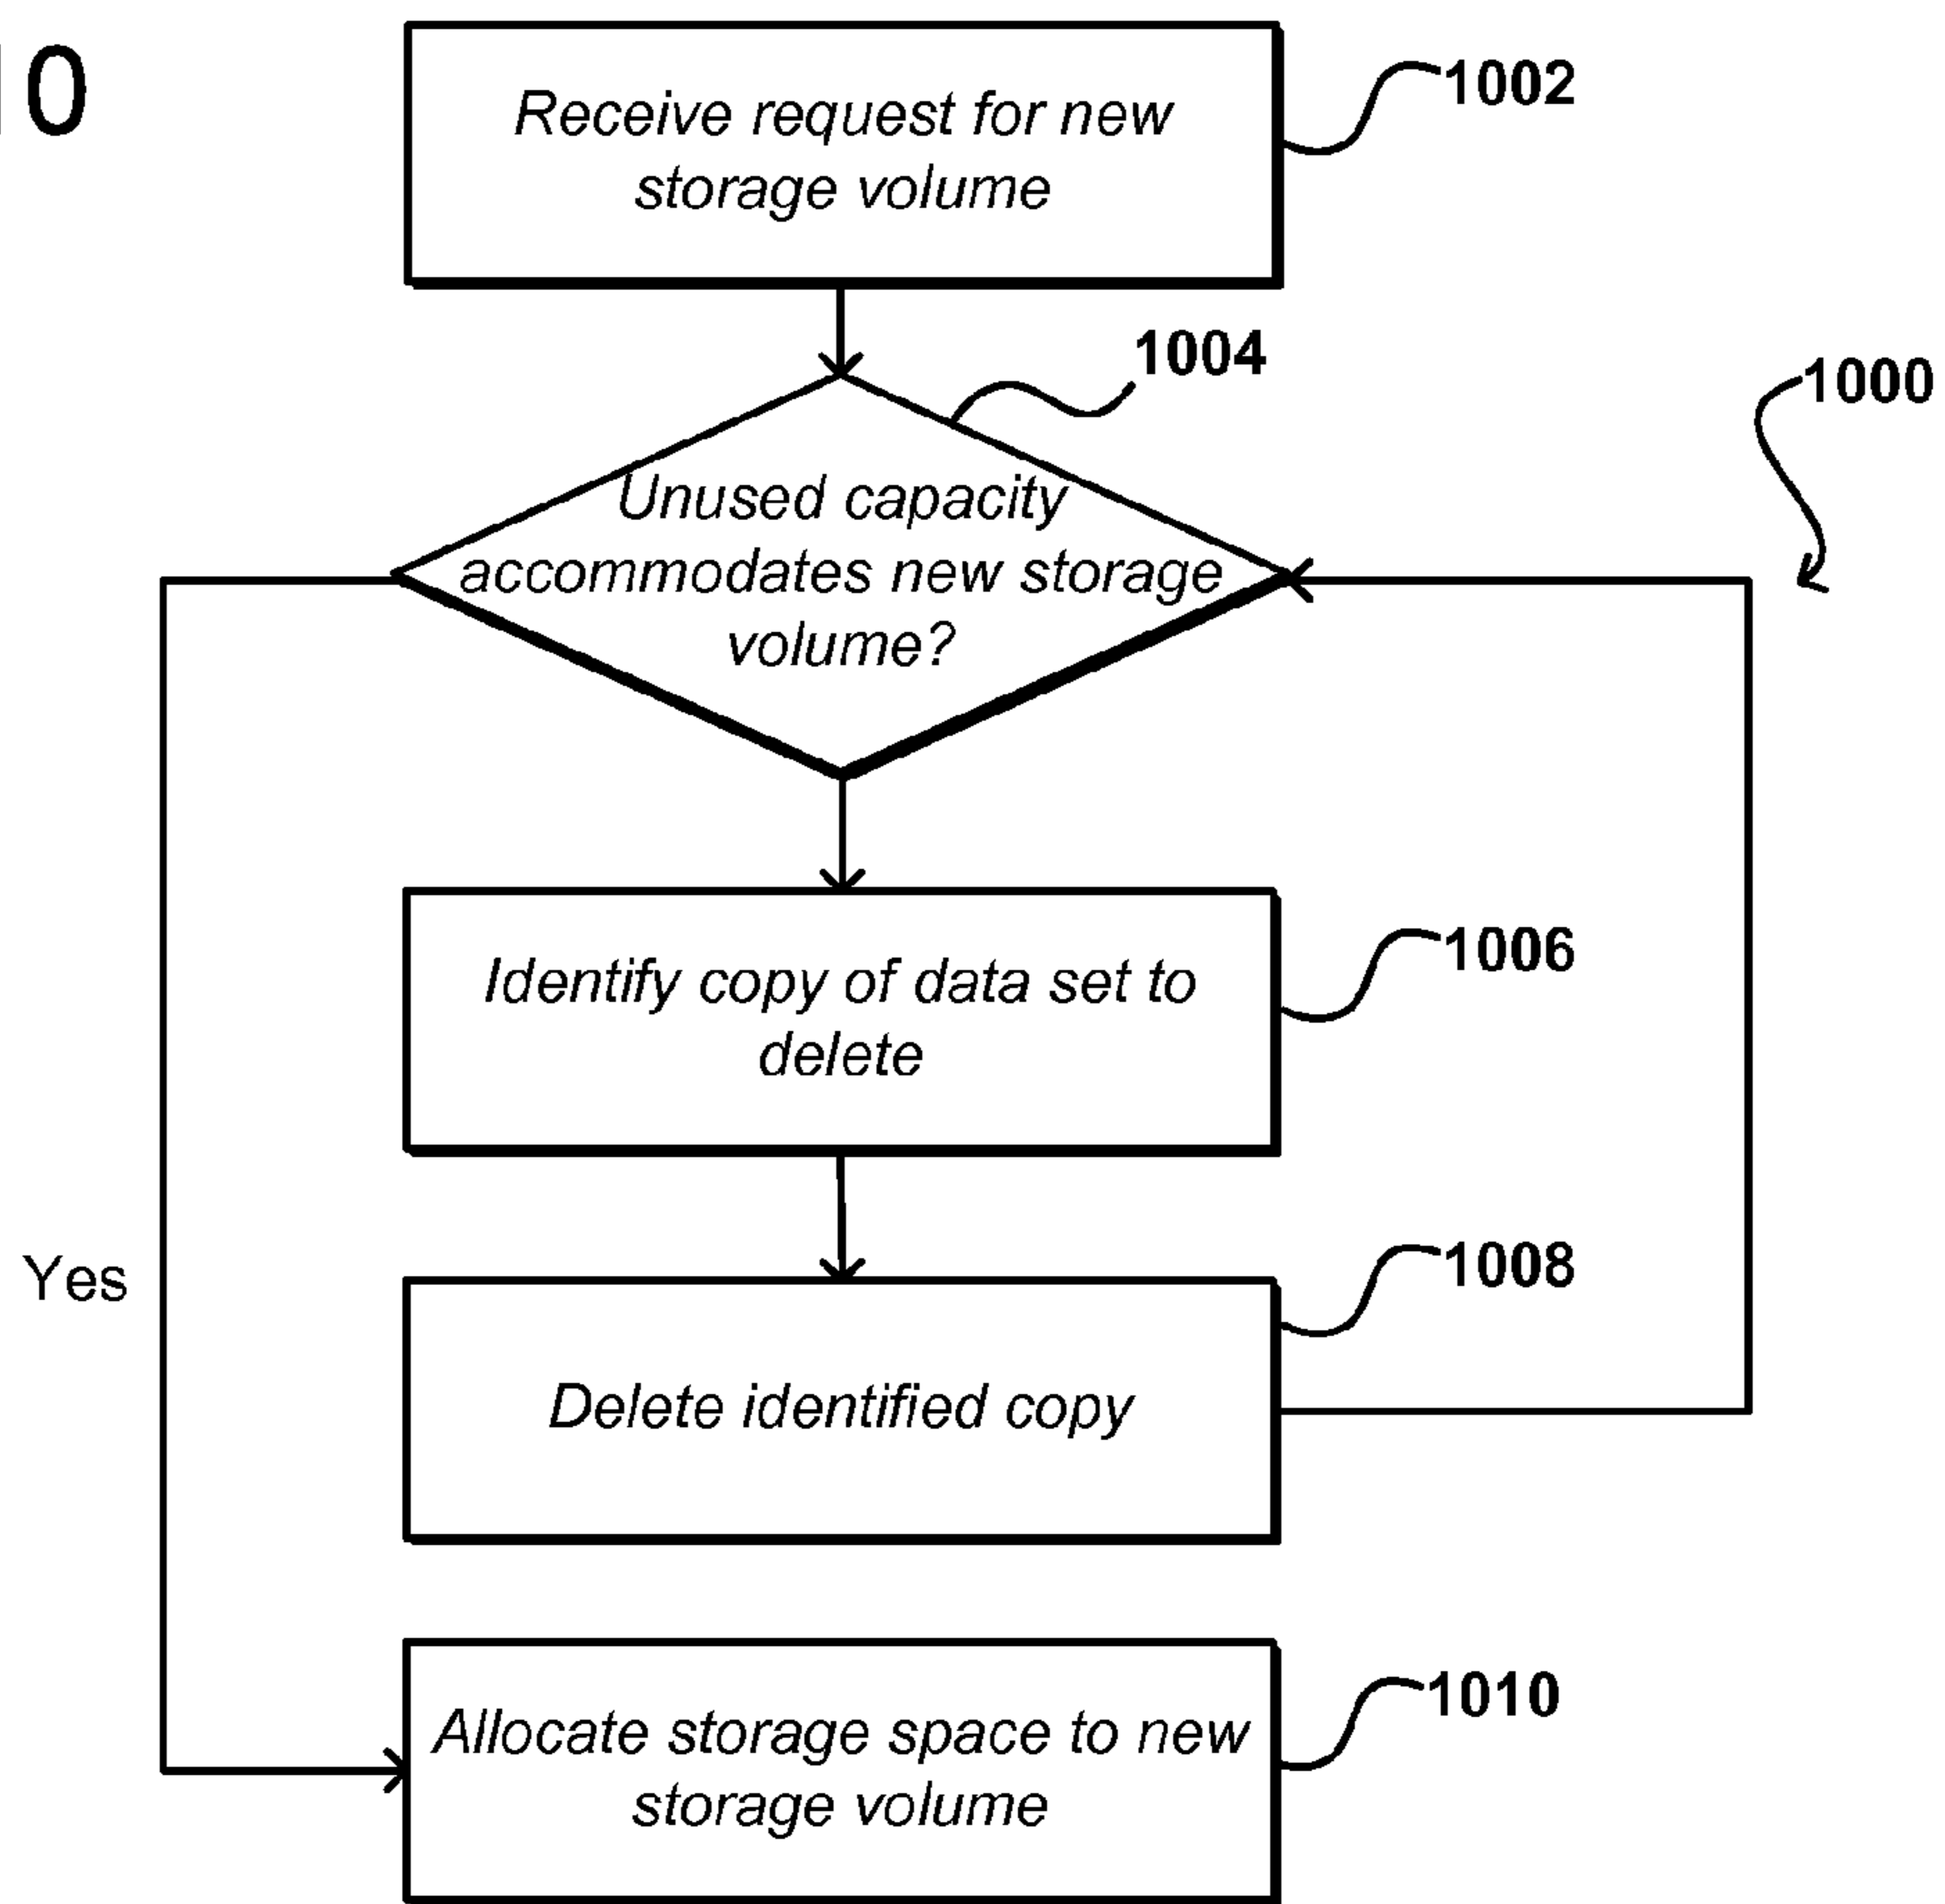 10
Receive request for new
storage volume
1002
1004
1000
Unused capacity
accommodates new storage
volume?
Identify copy of data set to
delete
1006
Yes
1008
Delete identified copy
1010
Allocate storage space to new
storage volume